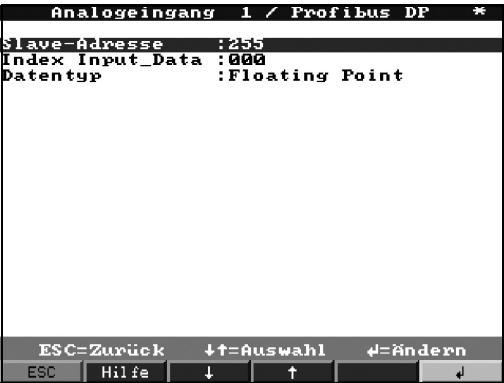 Analogeingang 1 / Profibus DP *
Slave-Adresse :255
Index Input_Data :000
Datentyp :Floating Point
ESC=Zurück ↓↑=Auswahl ↵=Ändern
ESC Hilfe ↓ ↑ ↵